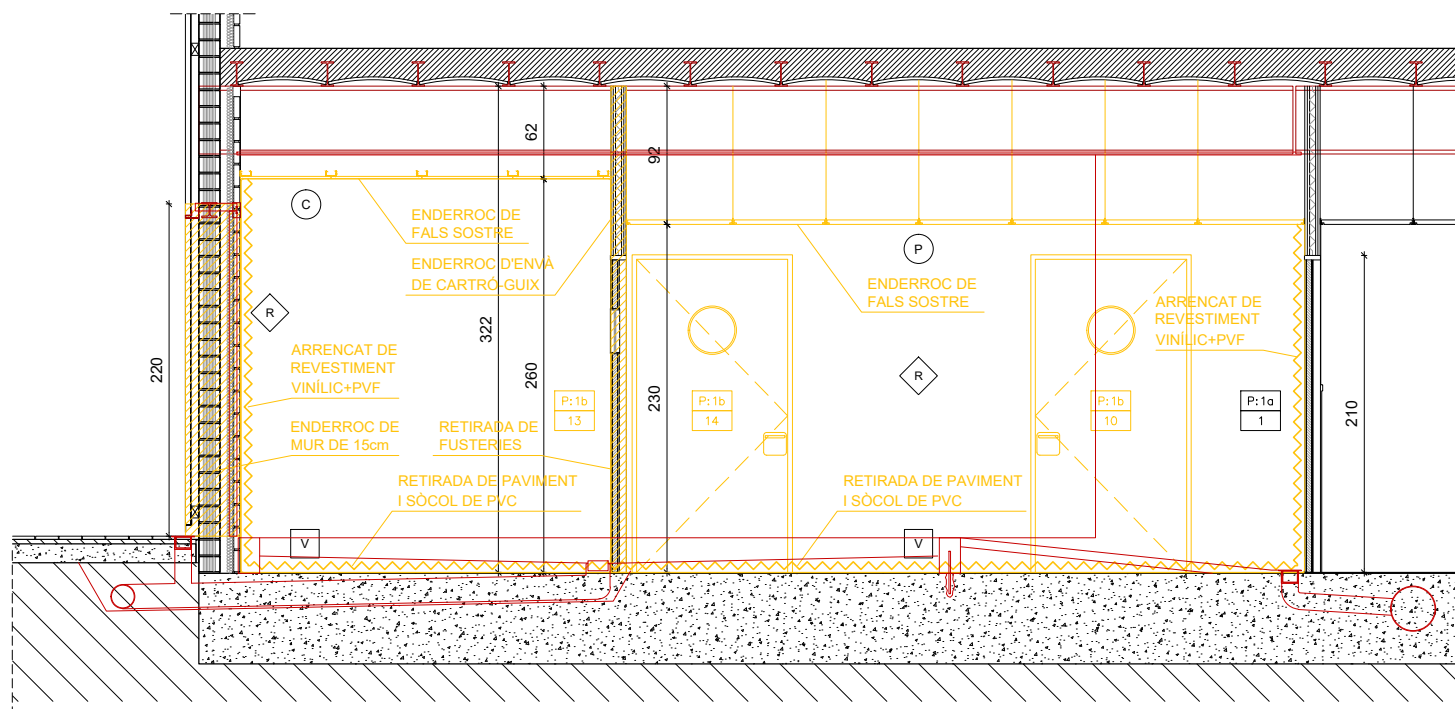 62
92
C
ENDERROC DE
FALS SOSTRE
P
ENDERROC D'ENVÀ
DE CARTRÓ-GUIX
ENDERROC DE
FALS SOSTRE
ARRENCAT DE
REVESTIMENT
VINÍLIC+PVF
R
322
220
260
230
210
ARRENCAT DE
REVESTIMENT
VINÍLIC+PVF
R
P:1b
13
P:1b
14
P:1b
10
P:1a
1
ENDERROC DE
MUR DE 15cm
RETIRADA DE
FUSTERIES
RETIRADA DE PAVIMENT
I SÒCOL DE PVC
RETIRADA DE PAVIMENT
I SÒCOL DE PVC
V
V